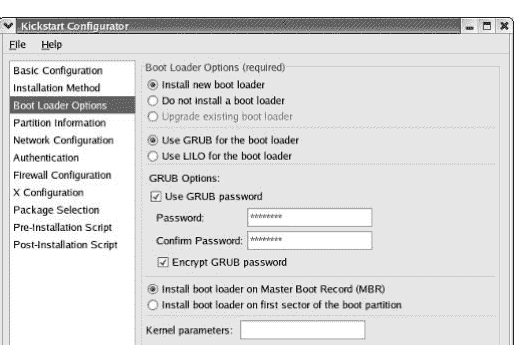 Kickstart Configurator
File Help
Basic Configuration
Installation Method
Boot Loader Options
Partition Information
Network Configuration
Authentication
Firewall Configuration
X Configuration
Package Selection
Pre-Installation Script
Post-Installation Script
Boot Loader Options (required)
Install new boot loader
Do not install a boot loader
Upgrade existing boot loader
Use GRUB for the boot loader
Use LILO for the boot loader
GRUB Options:
Use GRUB password
Password: ********
Confirm Password: ********
Encrypt GRUB password
Install boot loader on Master Boot Record (MBR)
Install boot loader on first sector of the boot partition
Kernel parameters: